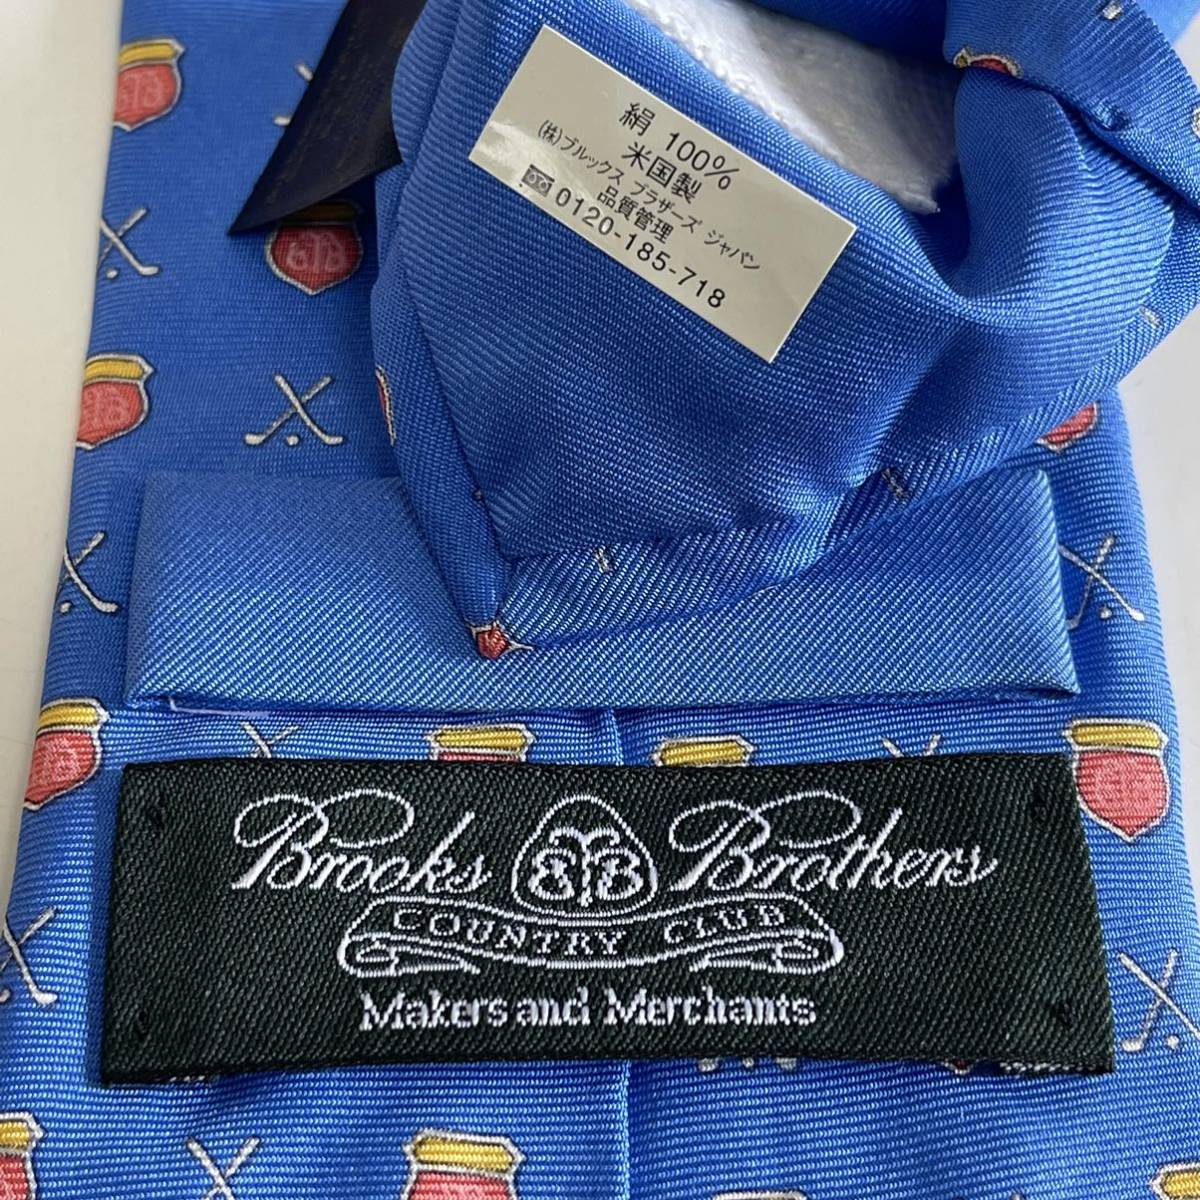 絹 100%
米国製
(株)ブルックス ブラザーズ ジャパン
品質管理
0120-185-718
Brooks BB Brothers
COUNTRY CLUB
Makers and Merchants